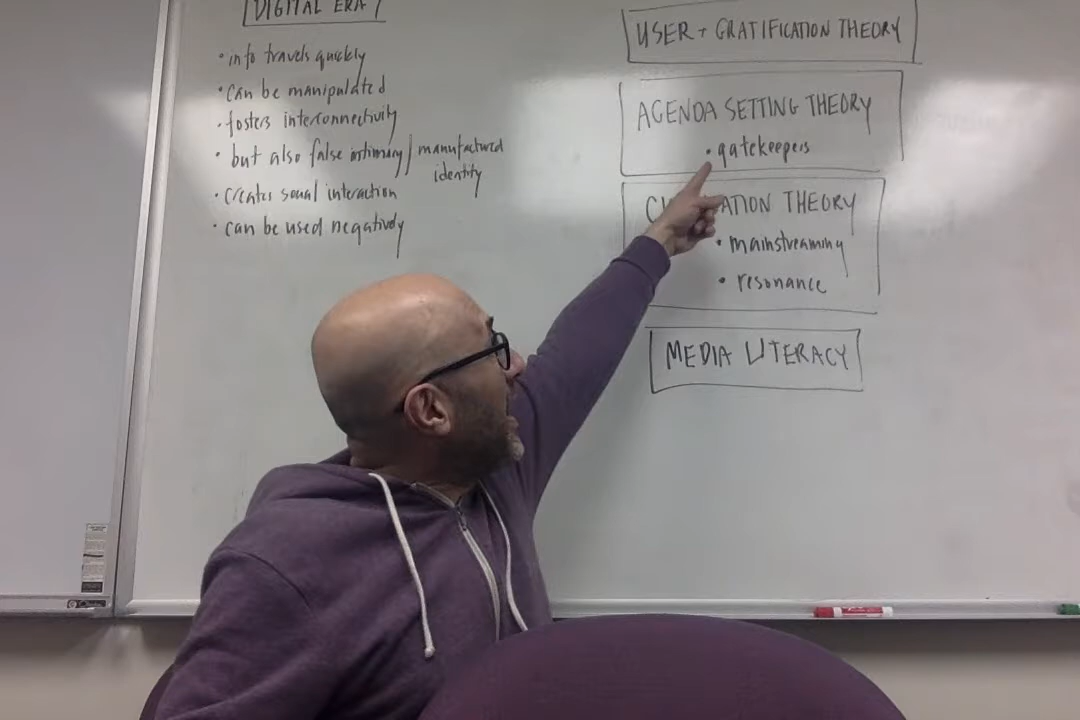 DIGITAL ERA
• info travels quickly
• can be manipulated
• fosters interconnectivity
• but also false intimacy / manufactured
identity
• creates social interaction
• can be used negatively
USER + GRATIFICATION THEORY
AGENDA SETTING THEORY
• gatekeepers
THEORY
• mainstreaming
• resonance
MEDIA LITERACY